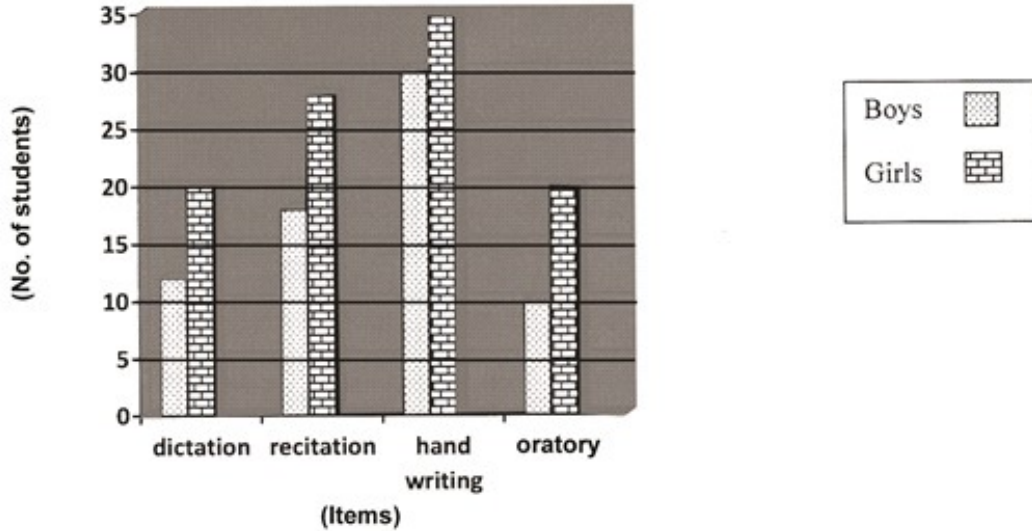 35
30
25
20
15
10
5
0
(No. of students)
dictation recitation hand writing oratory
(Items)
Boys
Girls